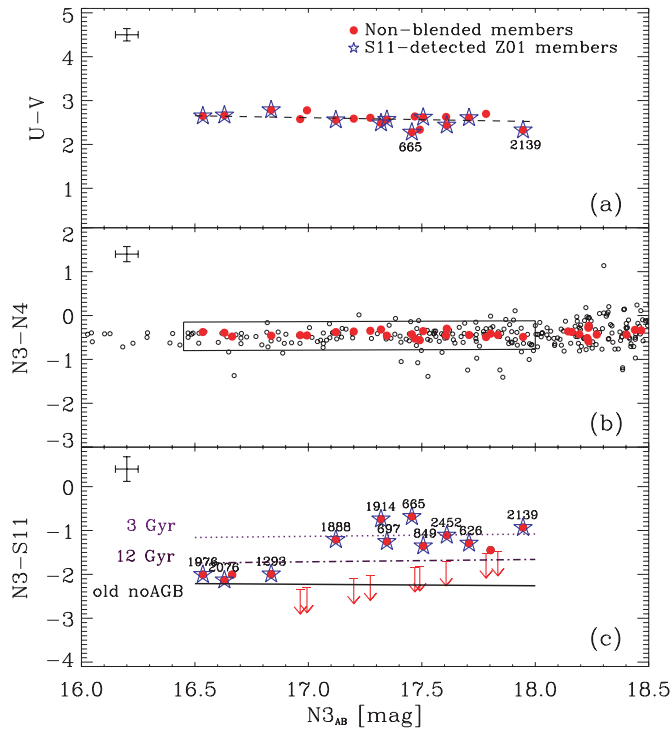 5
4
3
2
1
U-V
Non-blended members
S11-detected Z01 members
665
2139
(a)
2
1
0
-1
-2
-3
N3-N4
(b)
0
-1
-2
-3
-4
N3-S11
3 Gyr
12 Gyr
old noAGB
1976
2076
1293
1888
1914
697
665
849
2452
626
2139
(c)
16.0 16.5 17.0 17.5 18.0 18.5
N3AB [mag]